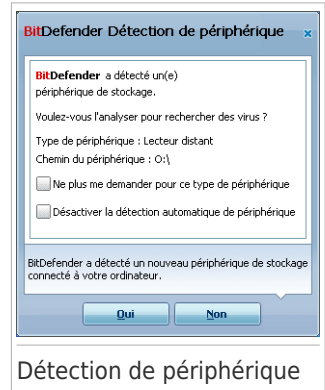 BitDefender Détection de périphérique x
BitDefender a détecté un(e)
périphérique de stockage.
Voulez-vous l'analyser pour rechercher des virus ?
Type de périphérique : Lecteur distant
Chemin du périphérique : O:\
Ne plus me demander pour ce type de périphérique
Désactiver la détection automatique de périphérique
BitDefender a détecté un nouveau périphérique de stockage
connecté à votre ordinateur.
Oui Non
Détection de périphérique